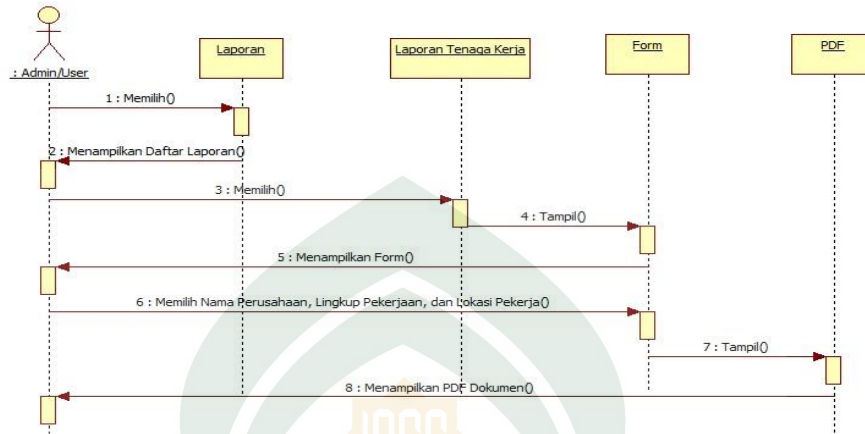 Laporan
Laporan Tenaga Kerja
Form
PDF
: Admin/User
1 : Memilih()
2 : Menampilkan Daftar Laporan()
3 : Memilih()
4 : Tampil()
5 : Menampilkan Form()
6 : Memilih Nama Perusahaan, Lingkup Pekerjaan, dan Lokasi Pekerja()
7 : Tampil()
8 : Menampilkan PDF Dokumen()